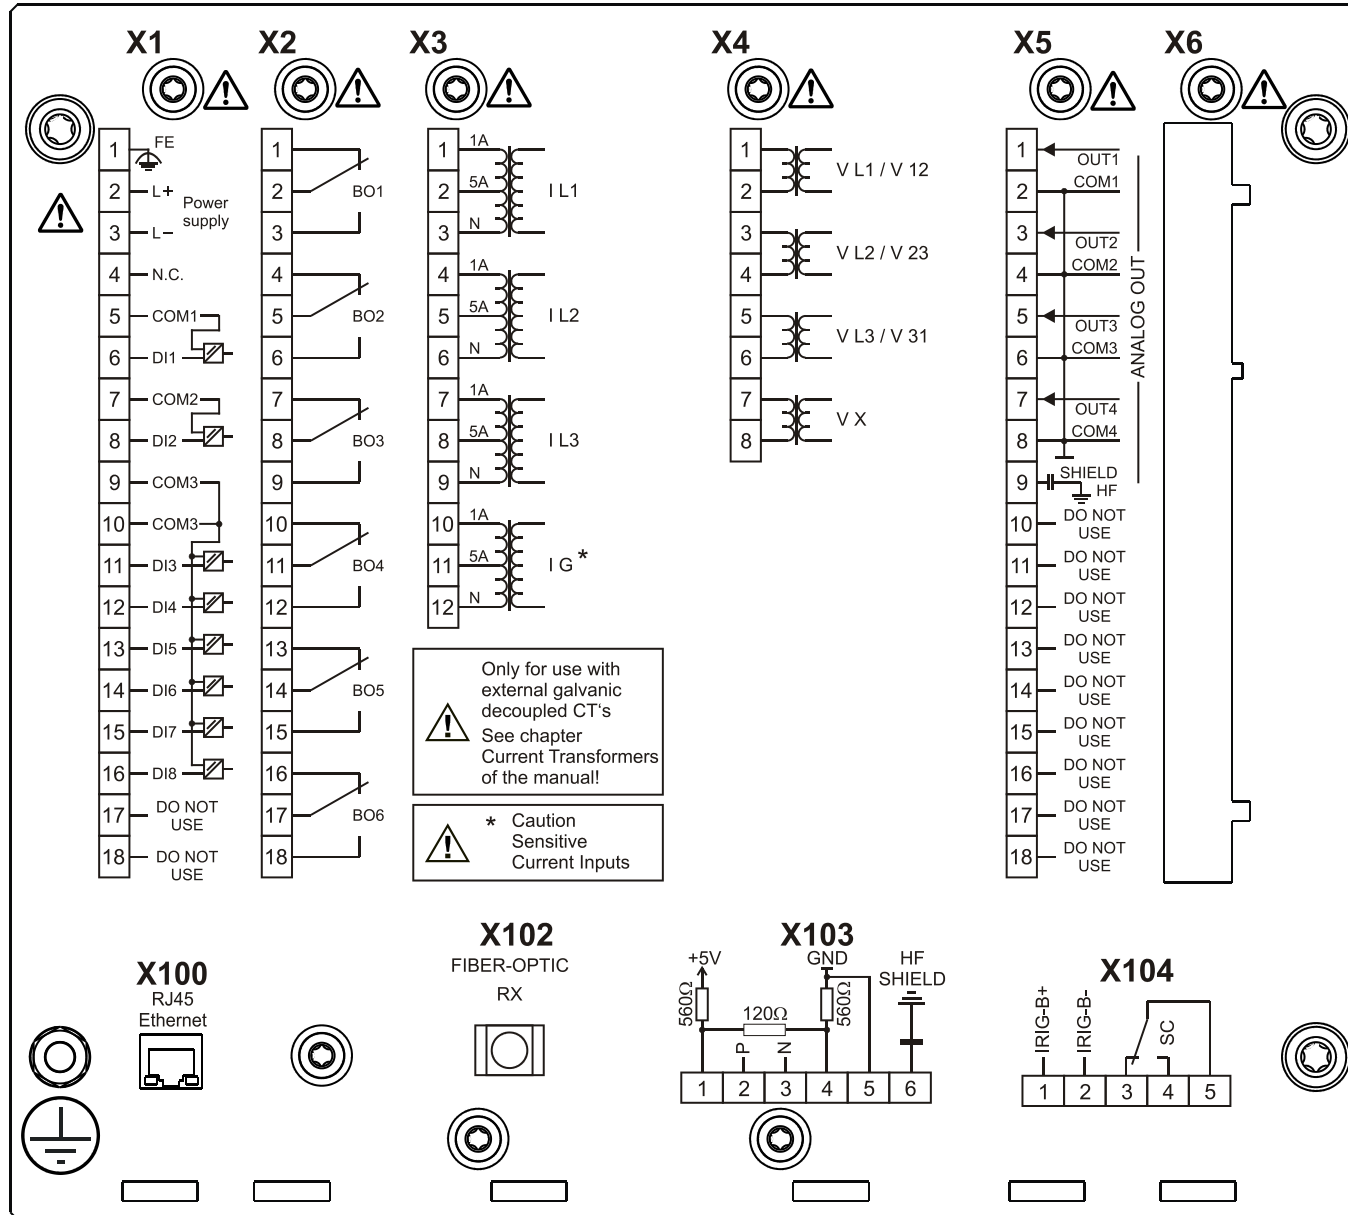 X1 X2 X3 X4 X5 X6
1 FE
2 L+
Power
supply
3 L−
4 N.C.
5 COM1
6 DI1
7 COM2
8 DI2
9 COM3
10 COM3
11 DI3
12 DI4
13 DI5
14 DI6
15 DI7
16 DI8
17 DO NOT
USE
18 DO NOT
USE
1
2 BO1
3
4
5 BO2
6
7
8 BO3
9
10
11 BO4
12
13
14 BO5
15
16
17 BO6
18
1 1A
2 5A I L1
3 N
4 1A
5 5A I L2
6 N
7 1A
8 5A I L3
9 N
10 1A
11 5A I G *
12 N
Only for use with
external galvanic
decoupled CT's
See chapter
Current Transformers
of the manual!
* Caution
Sensitive
Current Inputs
1
V L1 / V 12
2
3
V L2 / V 23
4
5
V L3 / V 31
6
7
V X
8
1 OUT1
2 COM1
3 OUT2
4 COM2
5 OUT3
6 COM3
7 OUT4
8 COM4
ANALOG OUT
9 SHIELD
HF
10 DO NOT
USE
11 DO NOT
USE
12 DO NOT
USE
13 DO NOT
USE
14 DO NOT
USE
15 DO NOT
USE
16 DO NOT
USE
17 DO NOT
USE
18 DO NOT
USE
X100
RJ45
Ethernet
X102
FIBER-OPTIC
RX
X103
+5V GND HF
SHIELD
560Ω 120Ω 560Ω
P N
1 2 3 4 5 6
X104
IRIG-B+ IRIG-B- SC
1 2 3 4 5